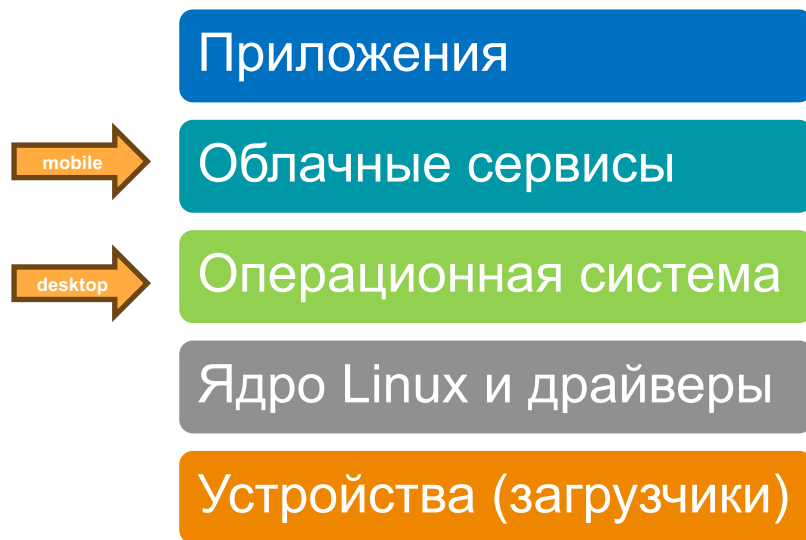 Приложения
mobile
Облачные сервисы
desktop
Операционная система
Ядро Linux и драйверы
Устройства (загрузчики)